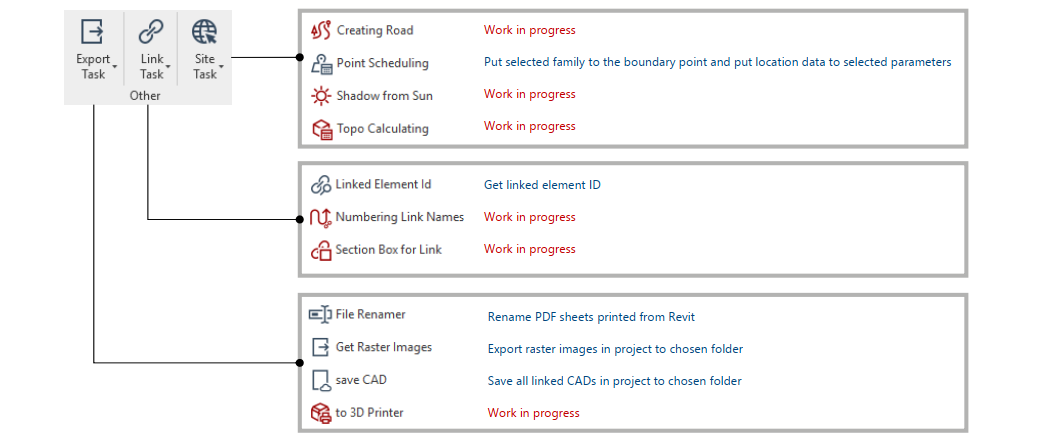 Export Task
Link Task
Site Task
Other
Creating Road Work in progress
Point Scheduling Put selected family to the boundary point and put location data to selected parameters
Shadow from Sun Work in progress
Topo Calculating Work in progress
Linked Element Id Get linked element ID
Numbering Link Names Work in progress
Section Box for Link Work in progress
File Renamer Rename PDF sheets printed from Revit
Get Raster Images Export raster images in project to chosen folder
save CAD Save all linked CADs in project to chosen folder
to 3D Printer Work in progress